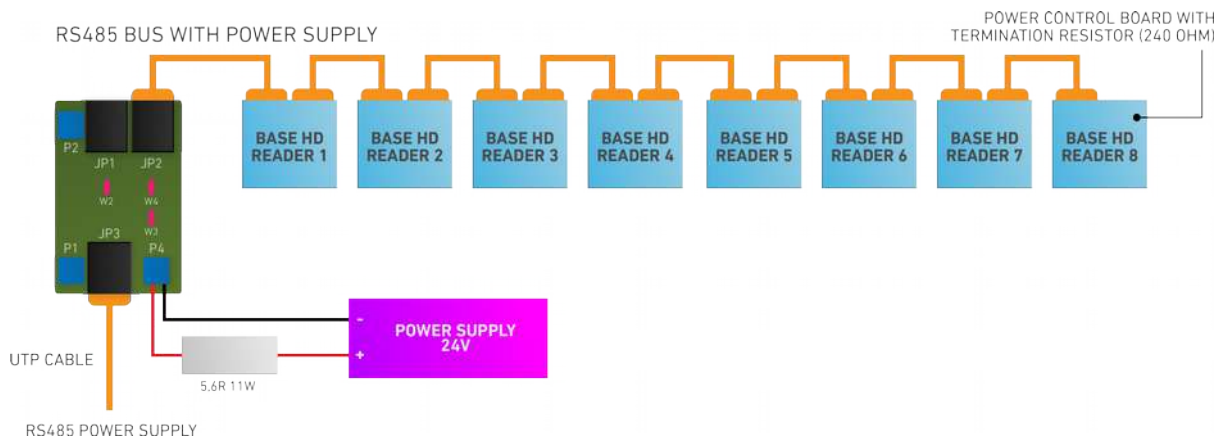 POWER CONTROL BOARD WITH
TERMINATION RESISTOR (240 OHM)
RS485 BUS WITH POWER SUPPLY
BASE HD
READER 1
BASE HD
READER 2
BASE HD
READER 3
BASE HD
READER 4
BASE HD
READER 5
BASE HD
READER 6
BASE HD
READER 7
BASE HD
READER 8
P2
JP1
JP2
W2
W4
W3
JP3
P1
P4
-
POWER SUPPLY
24V
+
UTP CABLE
5.6R 11W
RS485 POWER SUPPLY